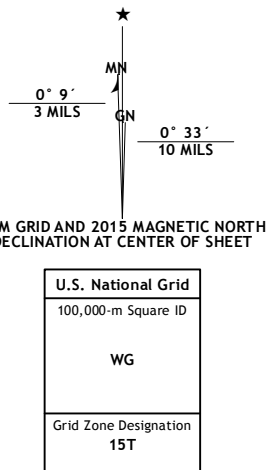 ★
MN
0° 9´
3 MILS
GN
0° 33´
10 MILS
M GRID AND 2015 MAGNETIC NORTH
DECLINATION AT CENTER OF SHEET
U.S. National Grid
100,000-m Square ID
WG
Grid Zone Designation
15T